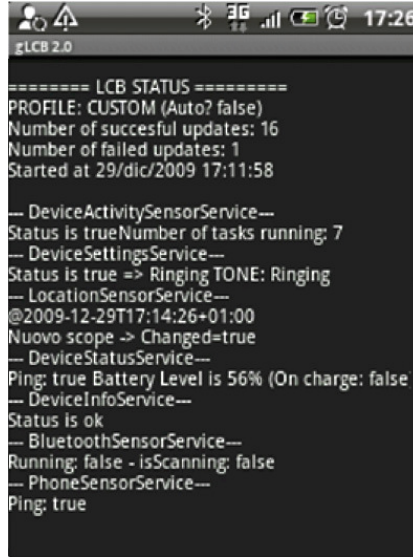 3G 17:26
gLCB 2.0
======== LCB STATUS =========
PROFILE: CUSTOM (Auto? false)
Number of succesful updates: 16
Number of failed updates: 1
Started at 29/dic/2009 17:11:58
--- DeviceActivitySensorService---
Status is trueNumber of tasks running: 7
--- DeviceSettingsService---
Status is true => Ringing TONE: Ringing
--- LocationSensorService---
@2009-12-29T17:14:26+01:00
Nuovo scope -> Changed=true
--- DeviceStatusService---
Ping: true Battery Level is 56% (On charge: false)
--- DeviceInfoService---
Status is ok
--- BluetoothSensorService---
Running: false - isScanning: false
--- PhoneSensorService---
Ping: true